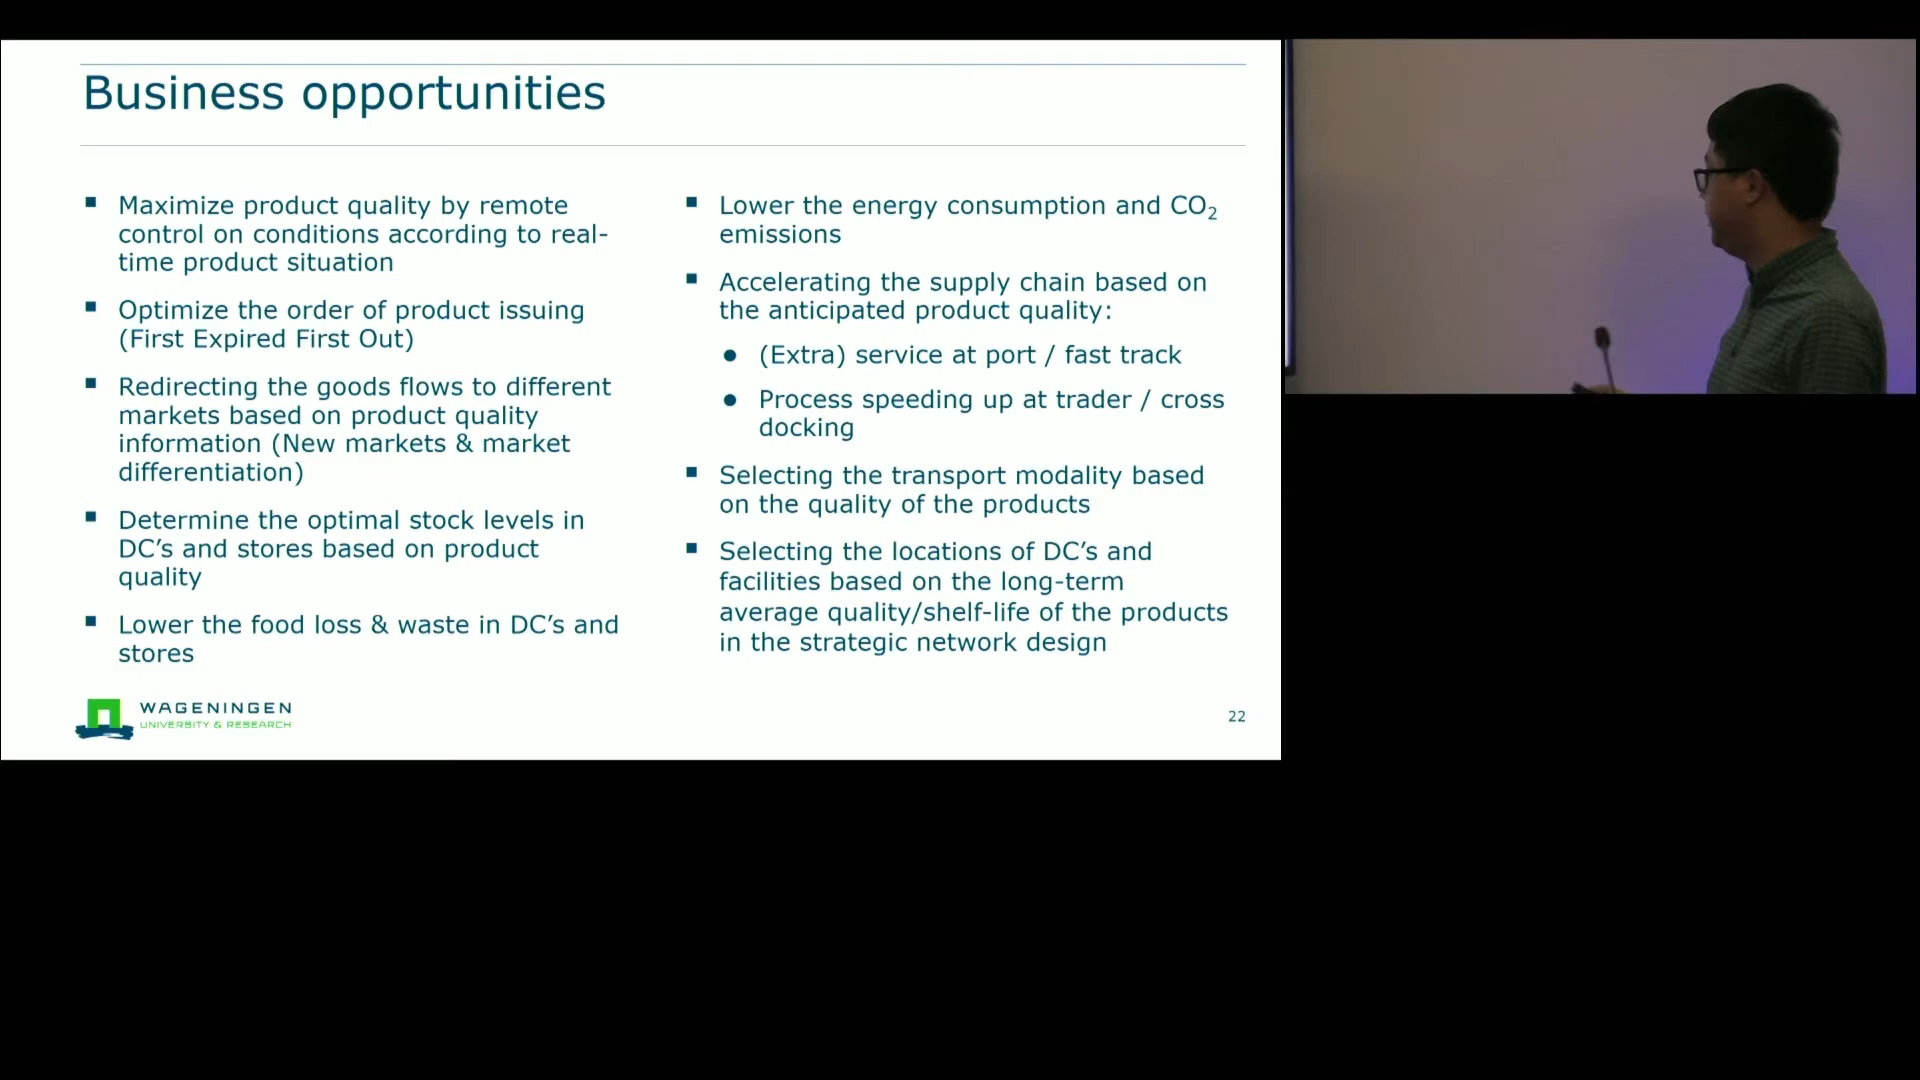 Business opportunities
Maximize product quality by remote
control on conditions according to real-
time product situation
Optimize the order of product issuing
(First Expired First Out)
Redirecting the goods flows to different
markets based on product quality
information (New markets & market
differentiation)
Determine the optimal stock levels in
DC’s and stores based on product
quality
Lower the food loss & waste in DC’s and
stores
Lower the energy consumption and CO₂
emissions
Accelerating the supply chain based on
the anticipated product quality:
(Extra) service at port / fast track
Process speeding up at trader / cross
docking
Selecting the transport modality based
on the quality of the products
Selecting the locations of DC’s and
facilities based on the long-term
average quality/shelf-life of the products
in the strategic network design
WAGENINGEN
UNIVERSITY & RESEARCH
22